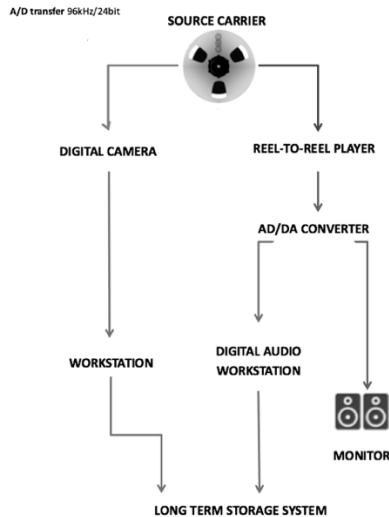 A/D transfer 96kHz/24bit
SOURCE CARRIER
DIGITAL CAMERA
REEL-TO-REEL PLAYER
AD/DA CONVERTER
WORKSTATION
DIGITAL AUDIO
WORKSTATION
MONITOR
LONG TERM STORAGE SYSTEM